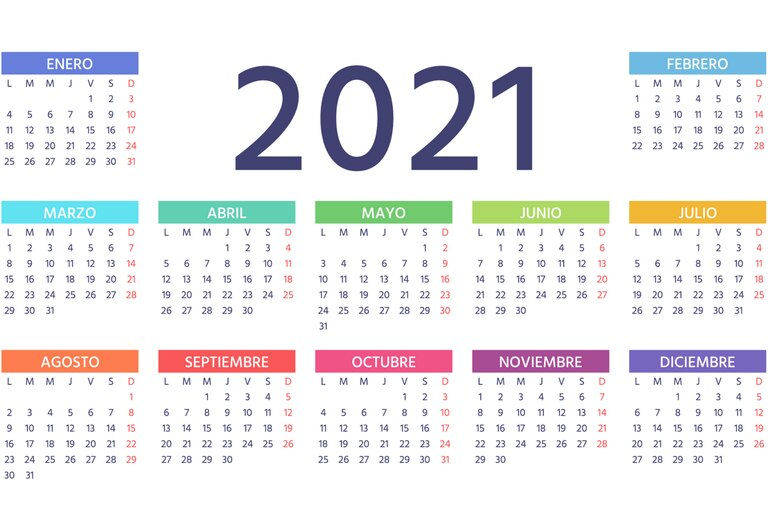 2021
ENERO
L M M J V S D
1 2 3
4 5 6 7 8 9 10
11 12 13 14 15 16 17
18 19 20 21 22 23 24
25 26 27 28 29 30 31
FEBRERO
L M M J V S D
1 2 3 4 5 6 7
8 9 10 11 12 13 14
15 16 17 18 19 20 21
22 23 24 25 26 27 28
MARZO
L M M J V S D
1 2 3 4 5 6 7
8 9 10 11 12 13 14
15 16 17 18 19 20 21
22 23 24 25 26 27 28
29 30 31
ABRIL
L M M J V S D
1 2 3 4
5 6 7 8 9 10 11
12 13 14 15 16 17 18
19 20 21 22 23 24 25
26 27 28 29 30
MAYO
L M M J V S D
1 2
3 4 5 6 7 8 9
10 11 12 13 14 15 16
17 18 19 20 21 22 23
24 25 26 27 28 29 30
31
JUNIO
L M M J V S D
1 2 3 4 5 6
7 8 9 10 11 12 13
14 15 16 17 18 19 20
21 22 23 24 25 26 27
28 29 30
JULIO
L M M J V S D
1 2 3 4
5 6 7 8 9 10 11
12 13 14 15 16 17 18
19 20 21 22 23 24 25
26 27 28 29 30 31
AGOSTO
L M M J V S D
1
2 3 4 5 6 7 8
9 10 11 12 13 14 15
16 17 18 19 20 21 22
23 24 25 26 27 28 29
30 31
SEPTIEMBRE
L M M J V S D
1 2 3 4 5
6 7 8 9 10 11 12
13 14 15 16 17 18 19
20 21 22 23 24 25 26
27 28 29 30
OCTUBRE
L M M J V S D
1 2 3
4 5 6 7 8 9 10
11 12 13 14 15 16 17
18 19 20 21 22 23 24
25 26 27 28 29 30 31
NOVIEMBRE
L M M J V S D
1 2 3 4 5 6 7
8 9 10 11 12 13 14
15 16 17 18 19 20 21
22 23 24 25 26 27 28
29 30
DICIEMBRE
L M M J V S D
1 2 3 4 5
6 7 8 9 10 11 12
13 14 15 16 17 18 19
20 21 22 23 24 25 26
27 28 29 30 31